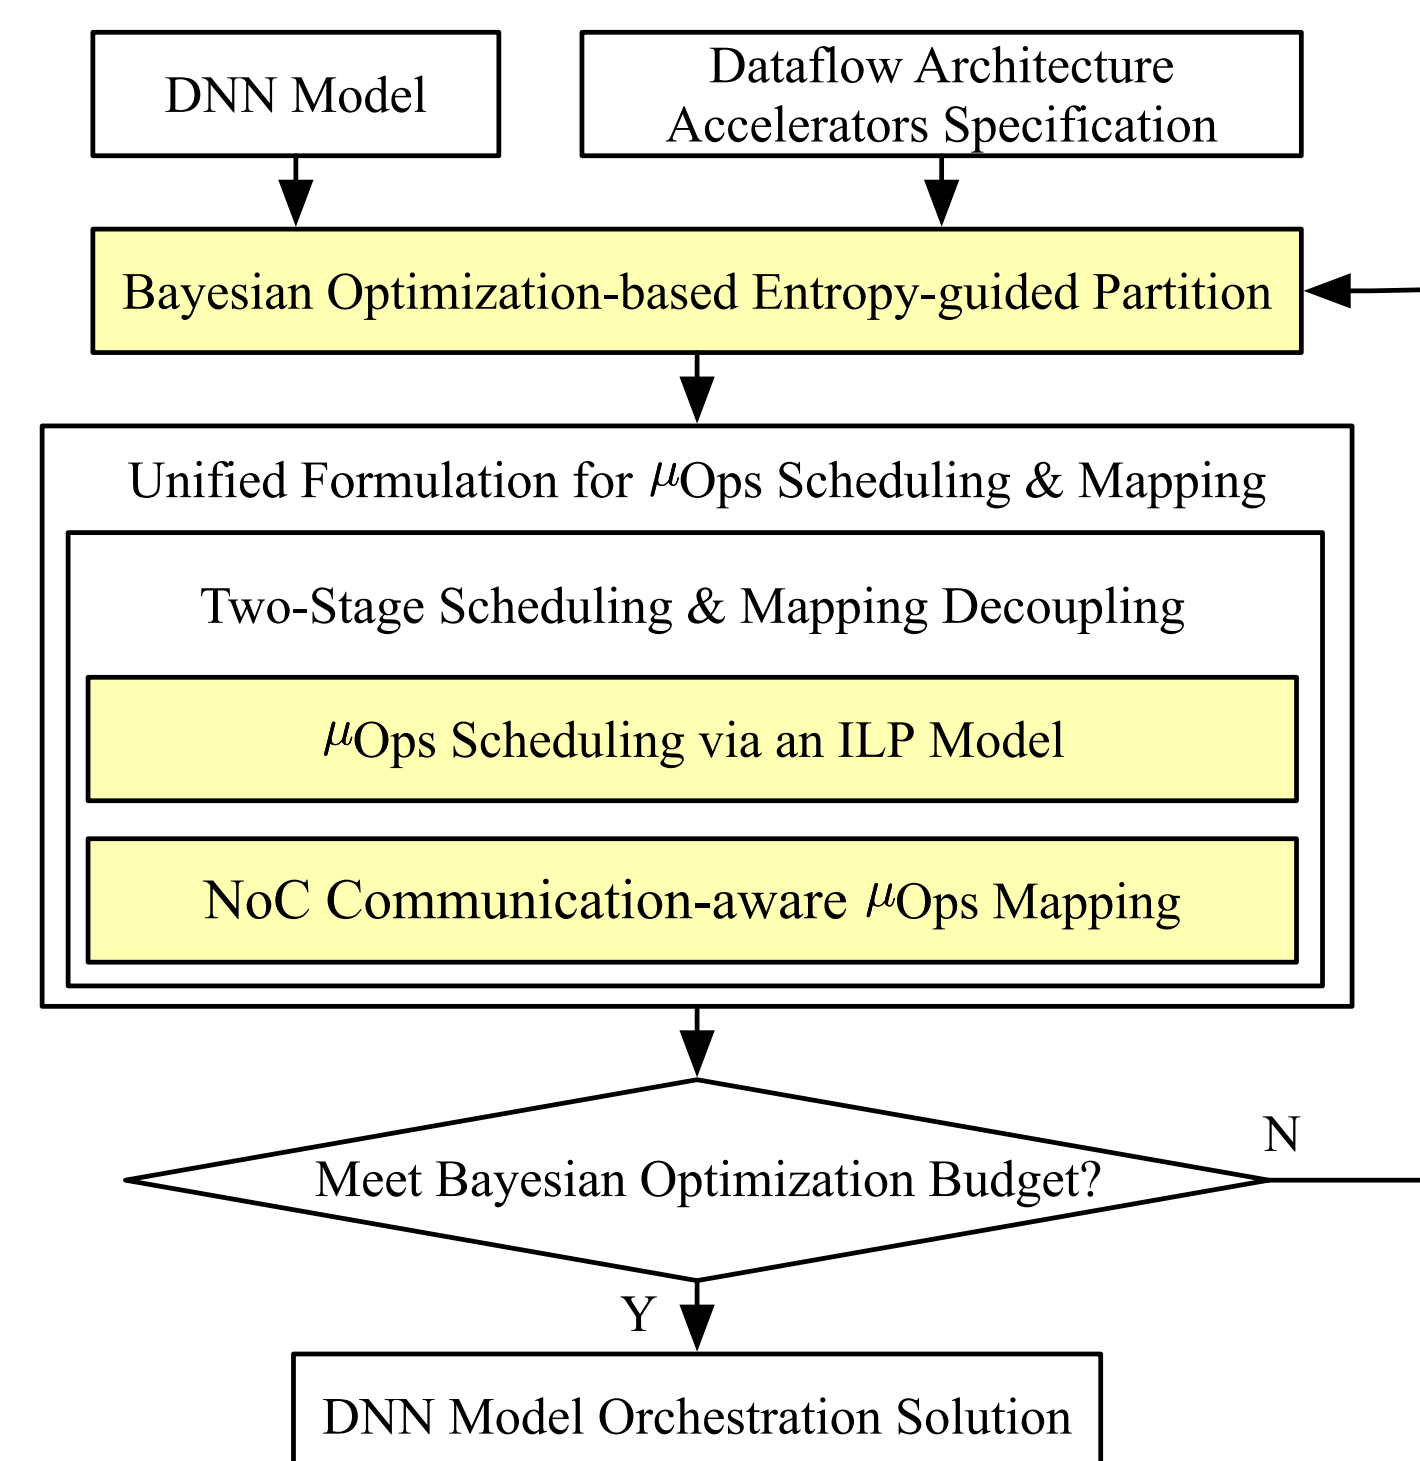 DNN Model
Dataflow Architecture
Accelerators Specification
Bayesian Optimization-based Entropy-guided Partition
Unified Formulation for μOps Scheduling & Mapping
Two-Stage Scheduling & Mapping Decoupling
μOps Scheduling via an ILP Model
NoC Communication-aware μOps Mapping
Meet Bayesian Optimization Budget?
N
Y
DNN Model Orchestration Solution